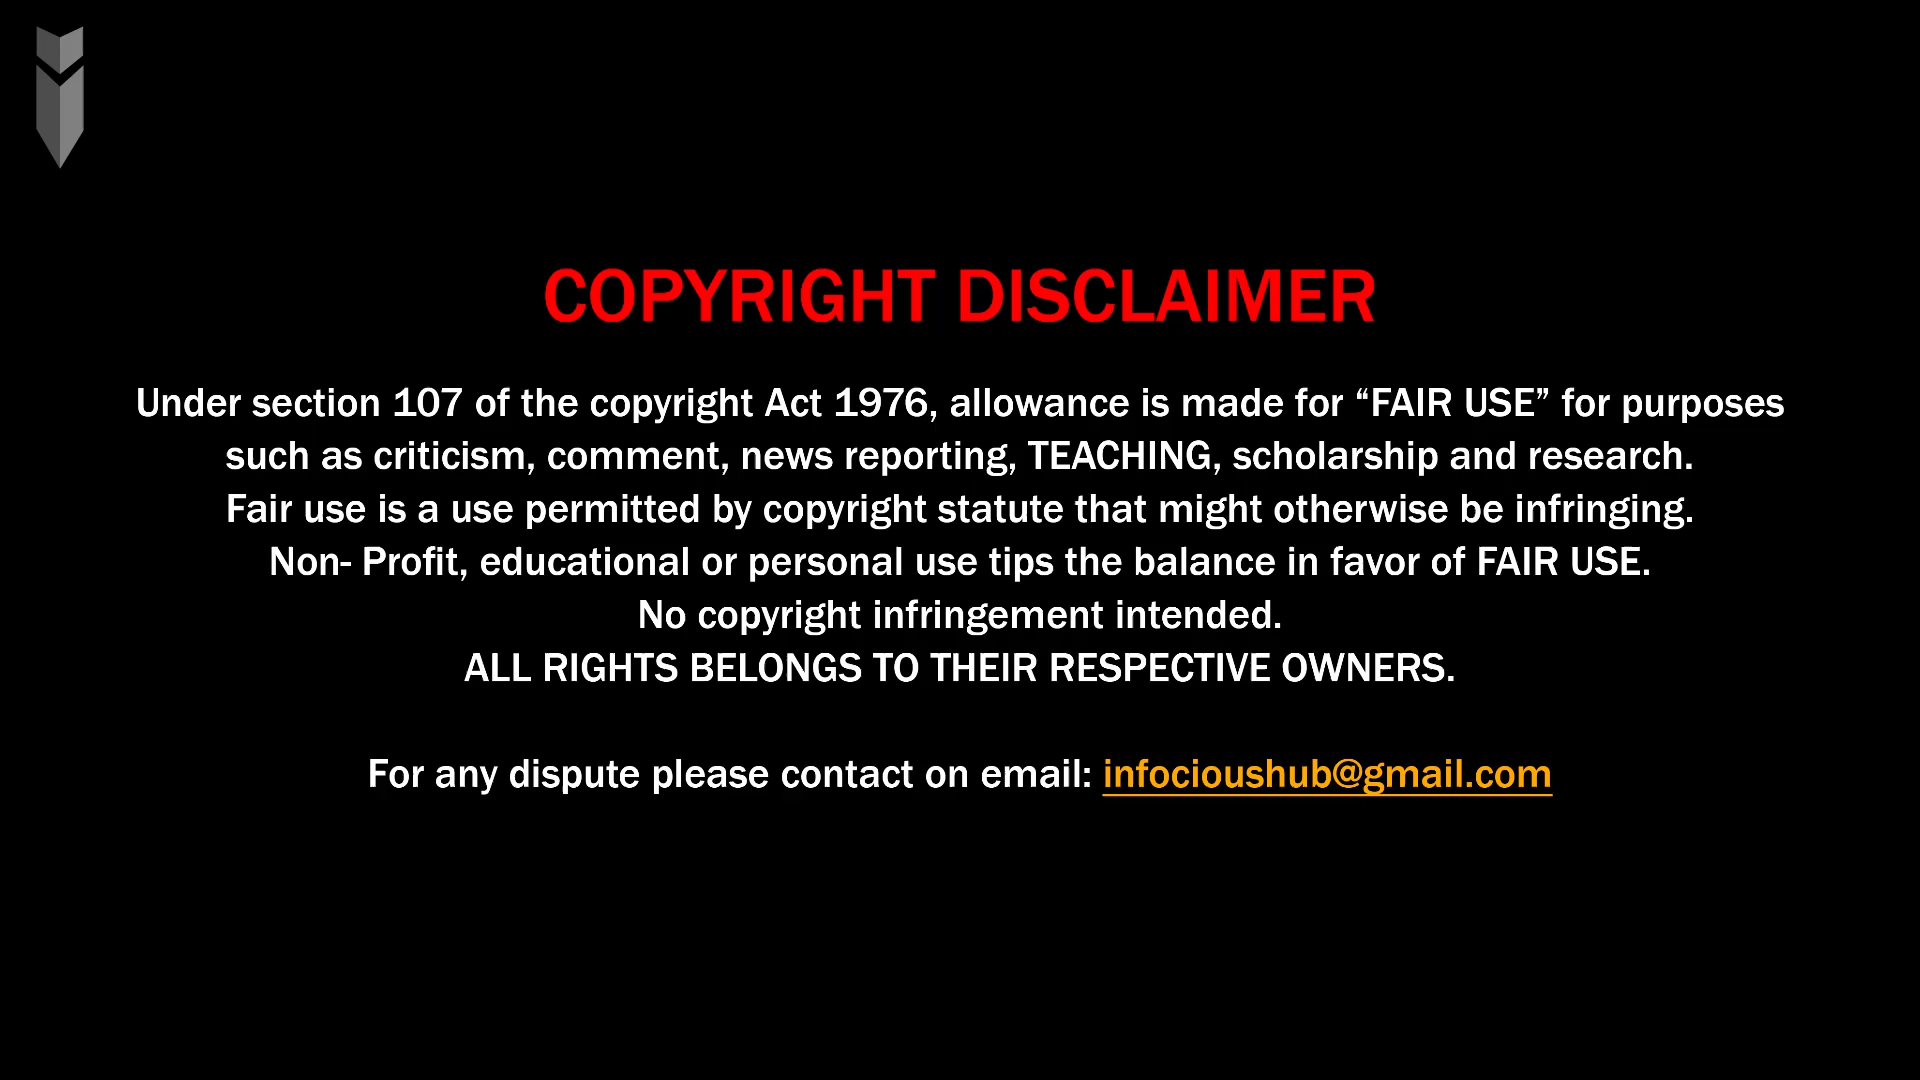 COPYRIGHT DISCLAIMER
Under section 107 of the copyright Act 1976, allowance is made for “FAIR USE” for purposes
such as criticism, comment, news reporting, TEACHING, scholarship and research.
Fair use is a use permitted by copyright statute that might otherwise be infringing.
Non- Profit, educational or personal use tips the balance in favor of FAIR USE.
No copyright infringement intended.
ALL RIGHTS BELONGS TO THEIR RESPECTIVE OWNERS.
For any dispute please contact on email: infocioushub@gmail.com